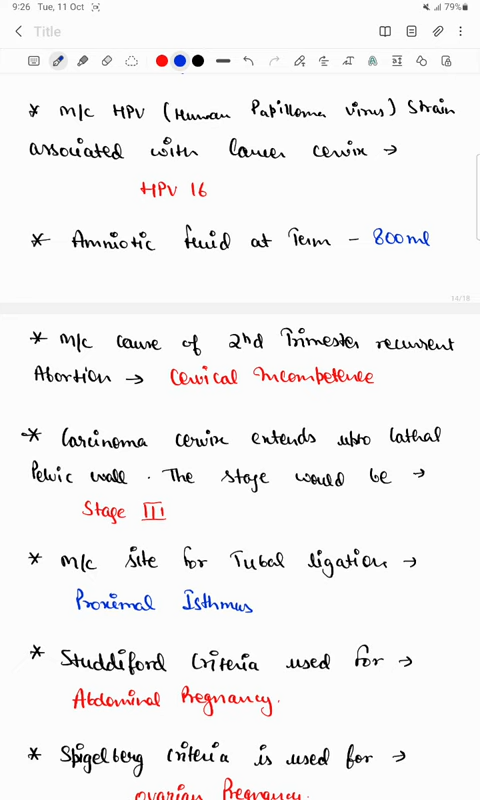 9:26 Tue, 11 Oct 79%
Title
* M/c HPV (Human Papilloma virus) Strain
associated with Cancer cervix →
HPV 16
* Amniotic fluid at Term - 800ml
14/18
* M/c cause of 2nd Trimester recurrent
Abortion → Cervical Incompetence
* Carcinoma cervix extends upto lathal
Pelvic wall. The stage would be →
Stage III
* M/c site for Tubal ligation →
Proximal Isthmus
* Studdiford Criteria used for →
Abdominal Pregnancy.
* Spigelberg criteria is used for →
ovarian Pregnancy.